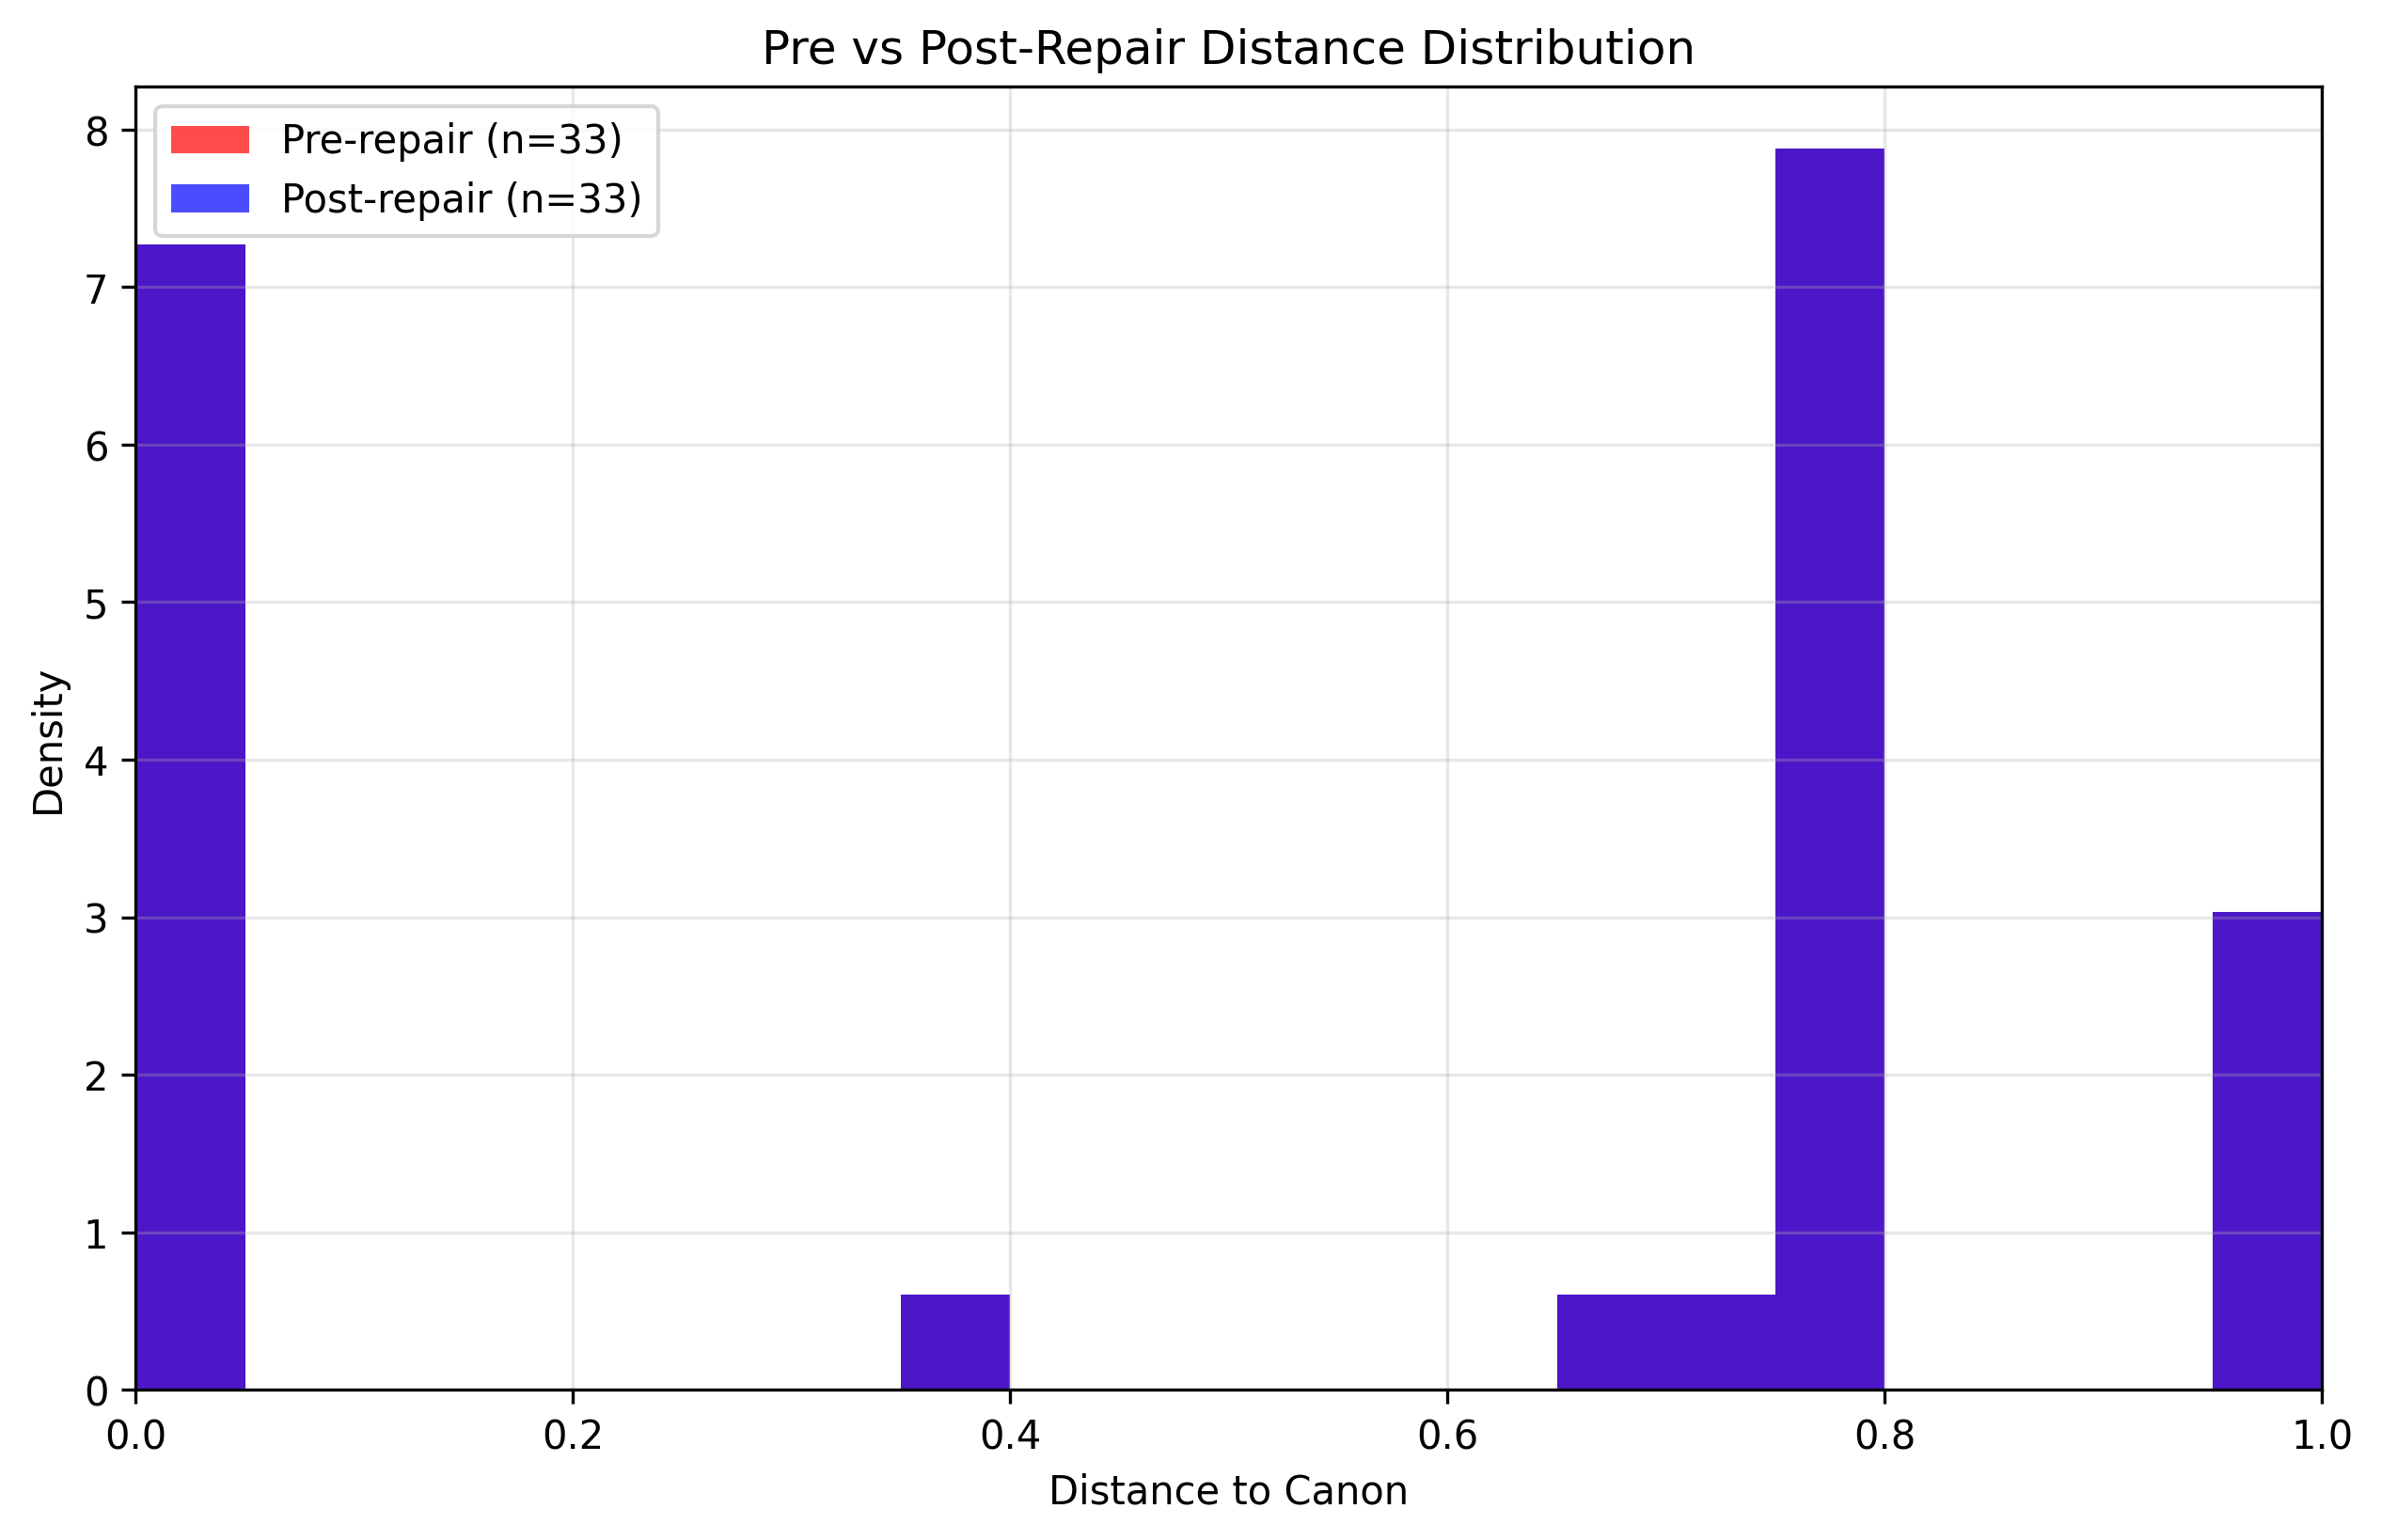 Pre vs Post-Repair Distance Distribution
Pre-repair (n=33)
Post-repair (n=33)
Density
8
7
6
5
4
3
2
1
0
0.0 0.2 0.4 0.6 0.8 1.0
Distance to Canon